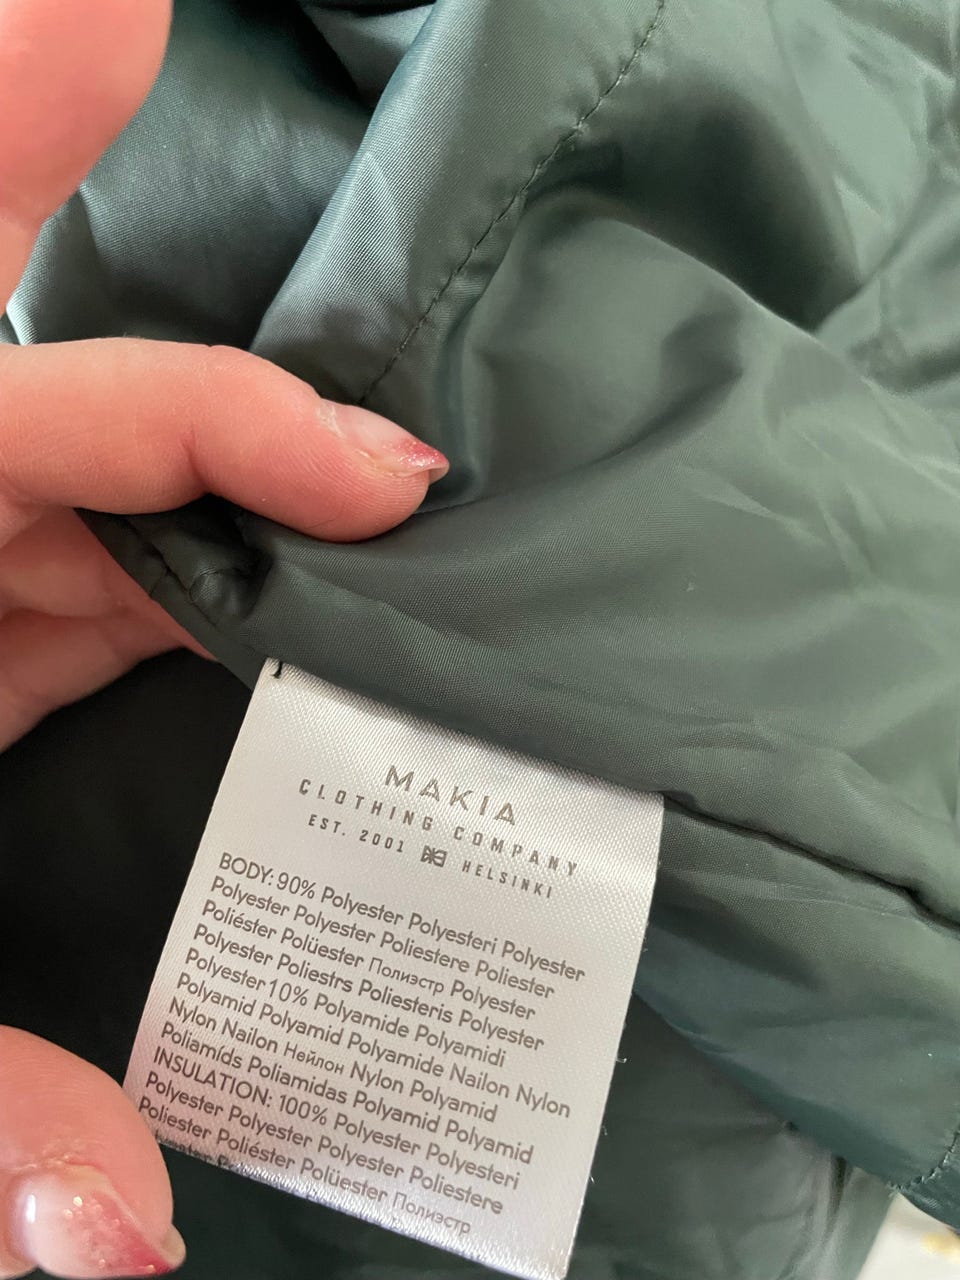 MAKIA
CLOTHING COMPANY
EST. 2001 HELSINKI
BODY: 90% Polyester Polyesteri Polyester
Polyester Polyester Poliestere Poliester
Poliéster Polüester Полиэстр Polyester
Polyester Poliestrs Poliesteris Polyester
Polyester 10% Polyamide Polyamidi
Polyamid Polyamid Polyamide Nailon Nylon
Nylon Nailon Нейлон Nylon Polyamid
Poliamíds Poliamidas Polyamid Polyamid
INSULATION: 100% Polyester Polyesteri
Polyester Polyester Polyester Poliestere
Poliester Poliéster Polüester Полиэстр